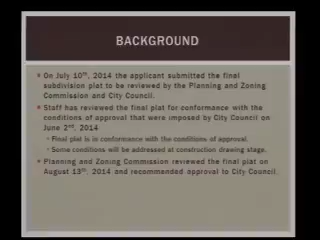 BACKGROUND
On July 10th, 2014 the applicant submitted the final
subdivision plat to be reviewed by the Planning and Zoning
Commission and City Council.
Staff has reviewed the final plat for conformance with the
conditions of approval that were imposed by City Council on
June 2nd, 2014
Final plat is in conformance with the conditions of approval.
Some conditions will be addressed at construction drawing stage.
Planning and Zoning Commission reviewed the final plat on
August 13th, 2014 and recommended approval to City Council.